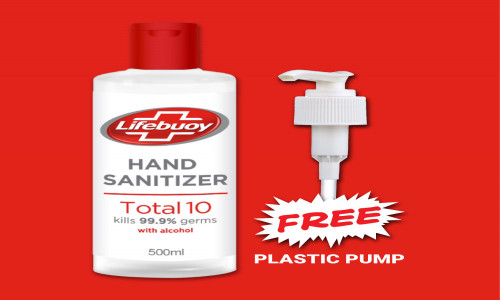 Lifebuoy
HAND
SANITIZER
Total 10
kills 99.9% germs
with alcohol
500ml
FREE
PLASTIC PUMP